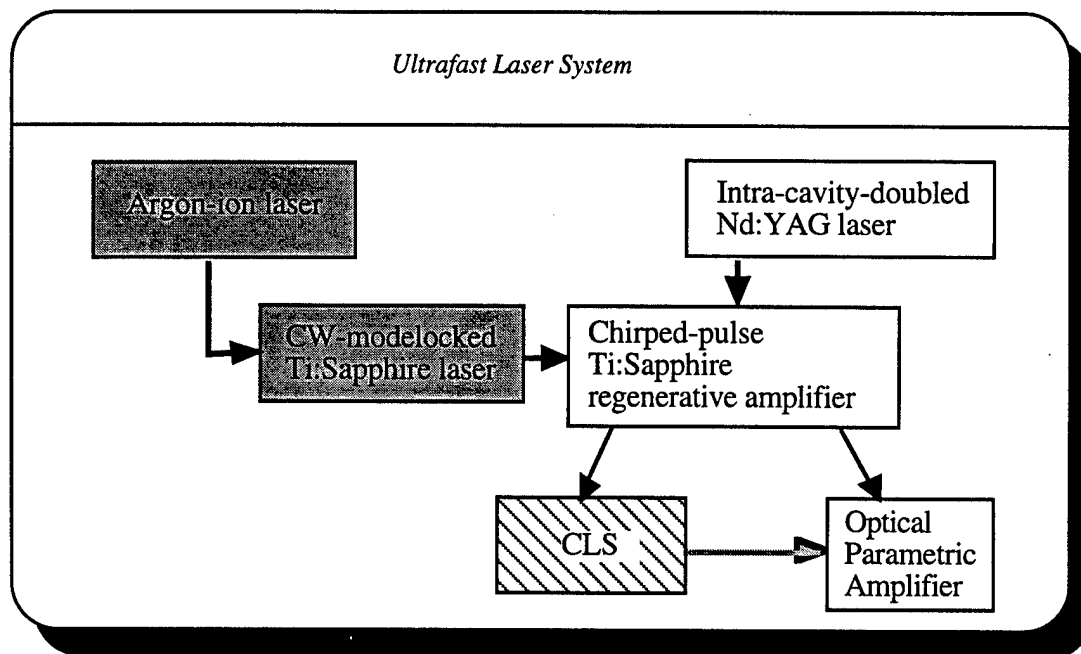 Ultrafast Laser System
Argon-ion laser
Intra-cavity-doubled
Nd:YAG laser
CW-modelocked
Ti:Sapphire laser
Chirped-pulse
Ti:Sapphire
regenerative amplifier
CLS
Optical
Parametric
Amplifier